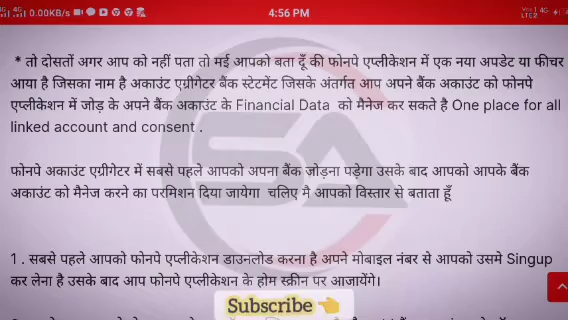 0.00KB/s 4:56 PM
* तो दोसतों अगर आप को नहीं पता तो मई आपको बता दूँ की फोनपे एप्लीकेशन में एक नया अपडेट या फीचर
आया है जिसका नाम है अकाउंट एग्रीगेटर बैंक स्टेटमेंट जिसके अंतर्गत आप अपने बैंक अकाउंट को फोनपे
एप्लीकेशन में जोड़ के अपने बैंक अकाउंट के Financial Data को मैनेज कर सकते है One place for all
linked account and consent .
फोनपे अकाउंट एग्रीगेटर में सबसे पहले आपको अपना बैंक जोड़ना पड़ेगा उसके बाद आपको आपके बैंक
अकाउंट को मैनेज करने का परमिशन दिया जायेगा चलिए मै आपको विस्तार से बताता हूँ
1 . सबसे पहले आपको फोनपे एप्लीकेशन डाउनलोड करना है अपने मोबाइल नंबर से आपको उसमे Singup
कर लेना है उसके बाद आप फोनपे एप्लीकेशन के होम स्क्रीन पर आजायेंगे।
Subscribe